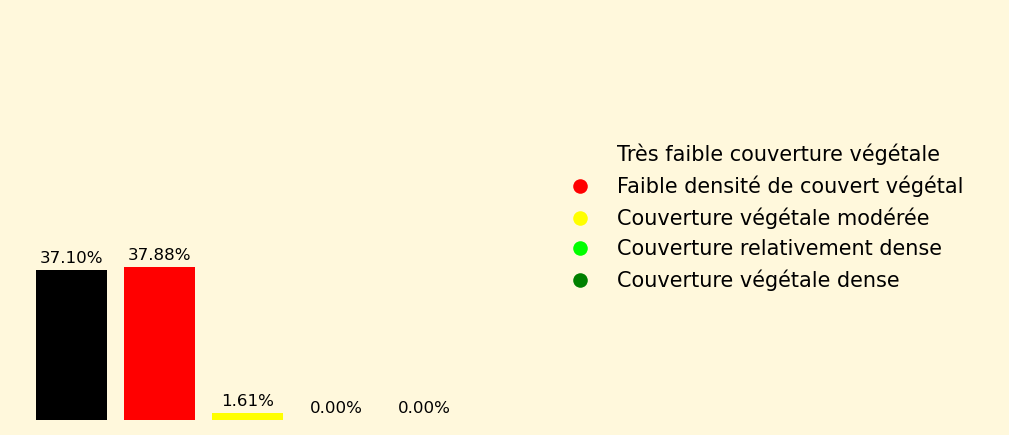 37.10%
37.88%
1.61%
0.00%
0.00%
Très faible couverture végétale
Faible densité de couvert végétal
Couverture végétale modérée
Couverture relativement dense
Couverture végétale dense